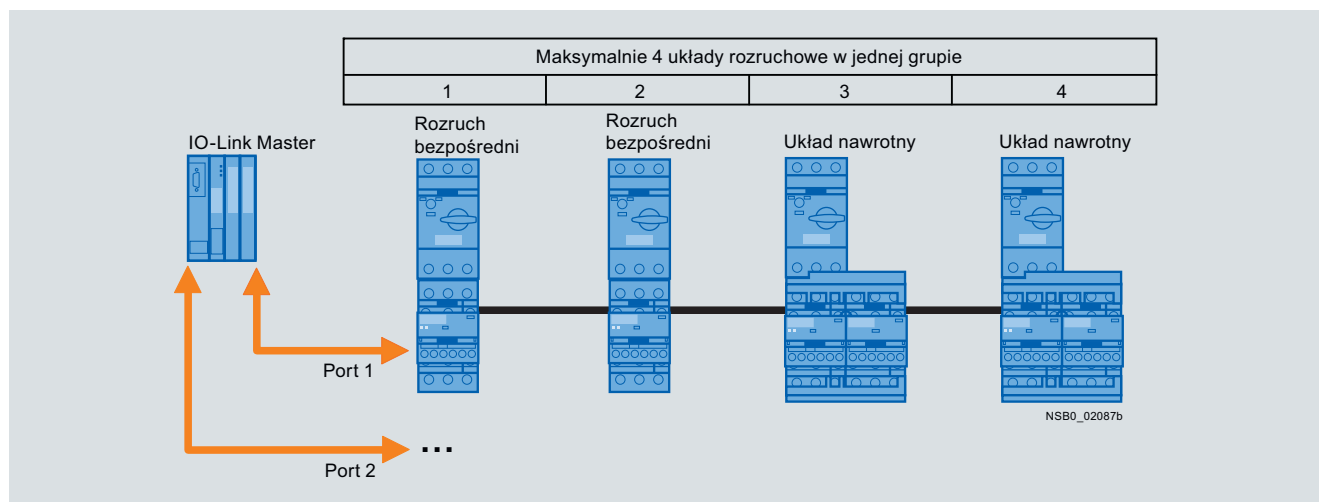 Maksymalnie 4 układy rozruchowe w jednej grupie
1 2 3 4
IO-Link Master
Rozruch
bezpośredni
Rozruch
bezpośredni
Układ nawrotny
Układ nawrotny
Port 1
NSB0_02087b
...
Port 2